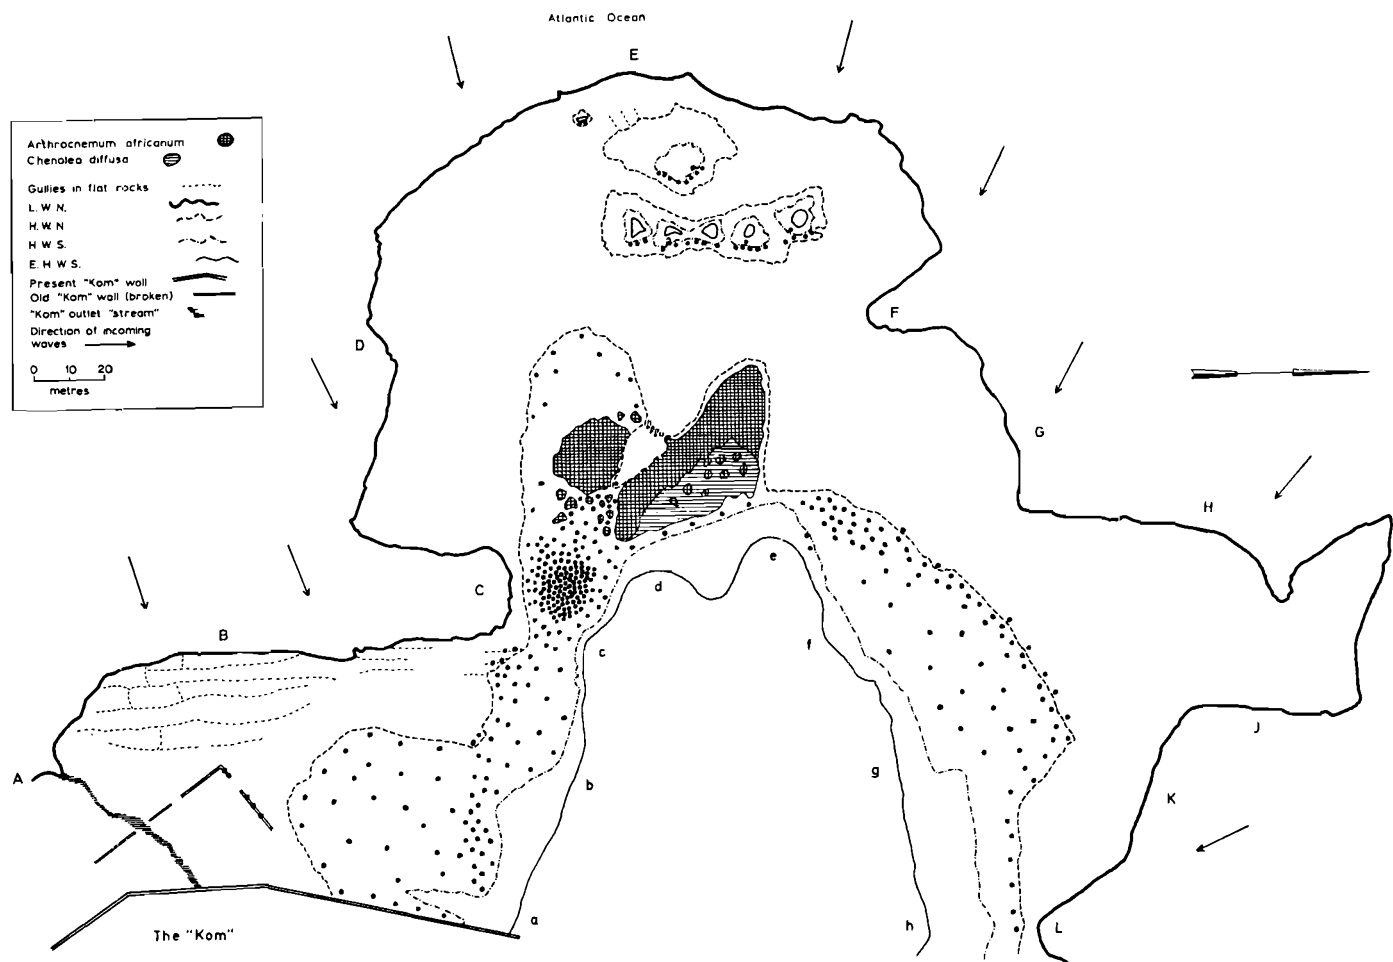 Atlantic Ocean
E
Arthrocnemum africanum
Chenolea diffusa
Gullies in flat rocks
L. W N.
H. W N
H W S.
E. H W S.
Present "Kom" wall
Old "Kom" wall (broken)
"Kom" outlet "stream"
Direction of incoming
waves
0 10 20
metres
F
D
G
H
C
e
d
B
c
f
J
A
g
b
K
a
h
L
The "Kom"